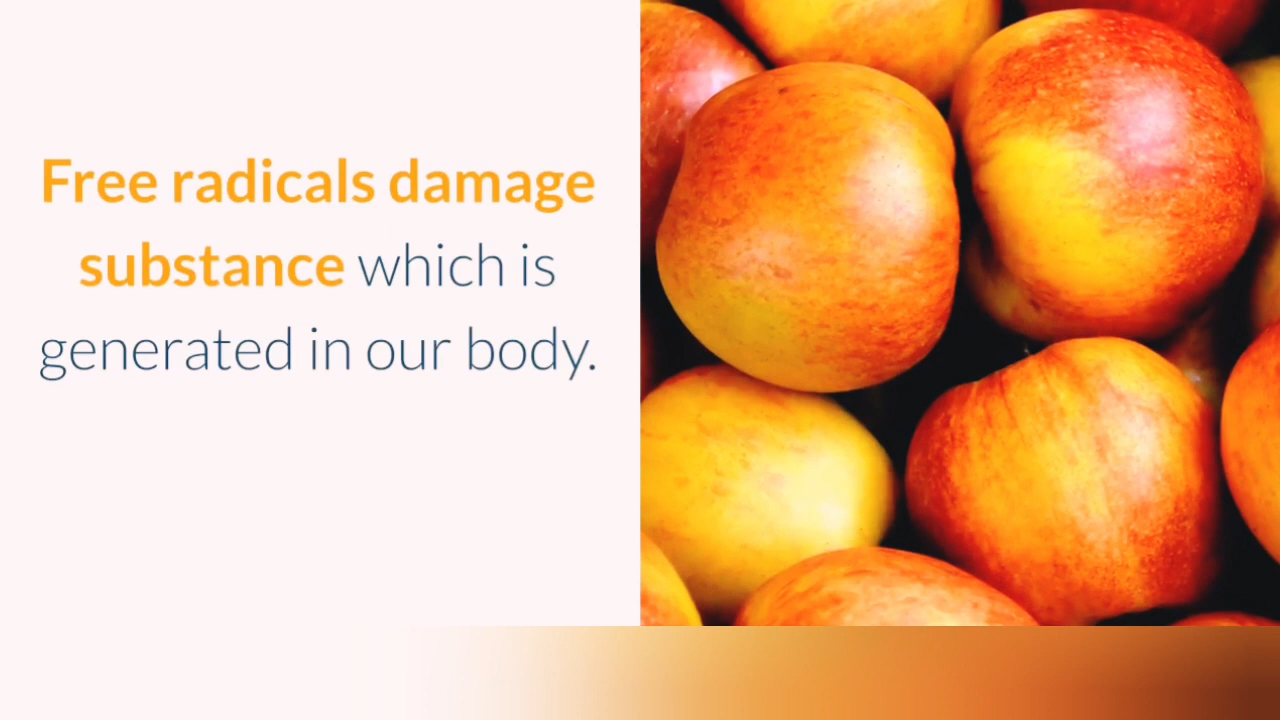 Free radicals damage
substance which is
generated in our body.